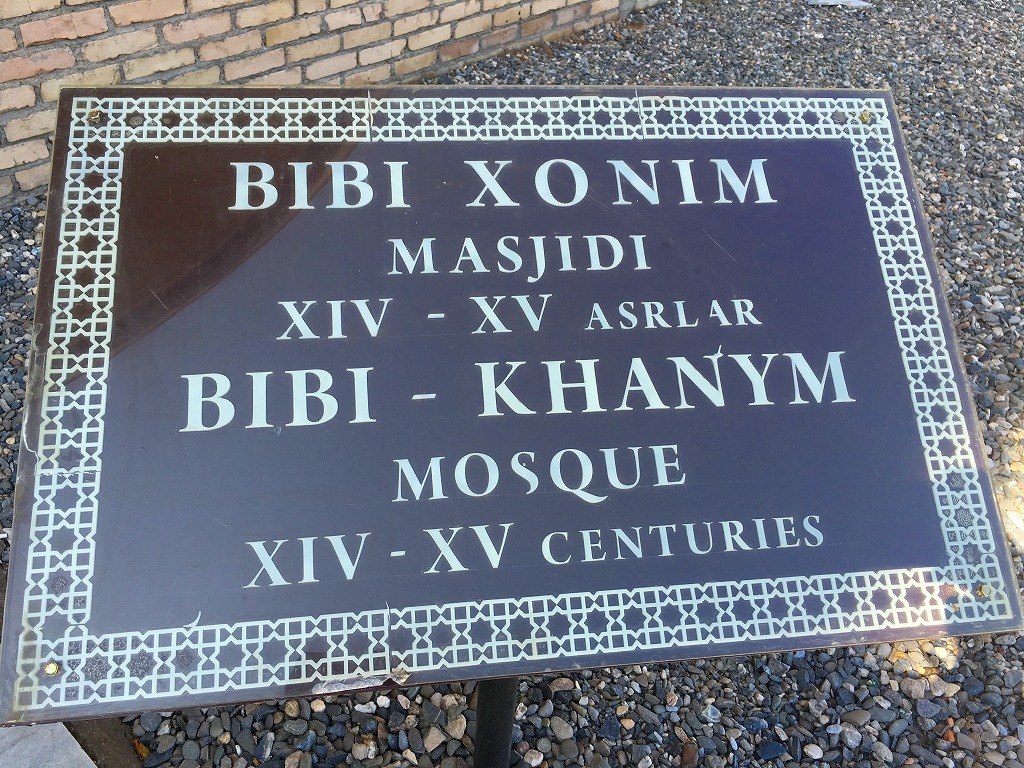 BIBI XONIM
MASJIDI
XIV - XV ASRLAR
BIBI - KHANYM
MOSQUE
XIV - XV CENTURIES